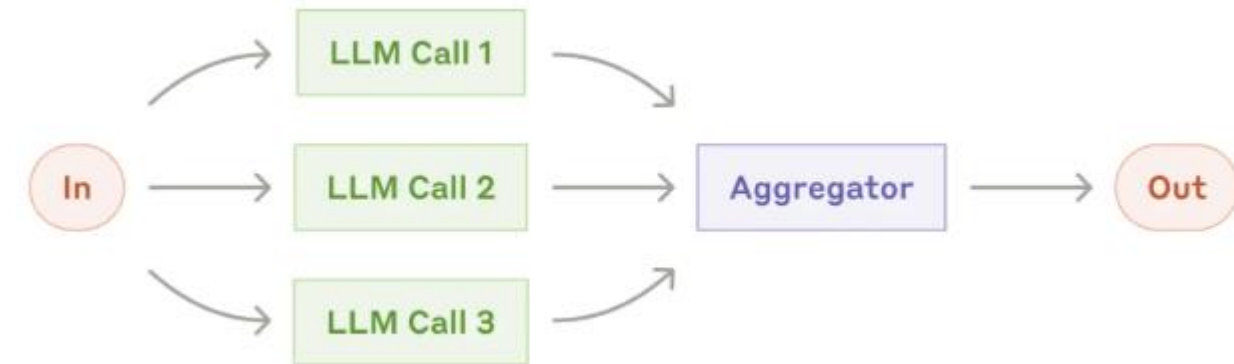 LLM Call 1
In
LLM Call 2
Aggregator
Out
LLM Call 3